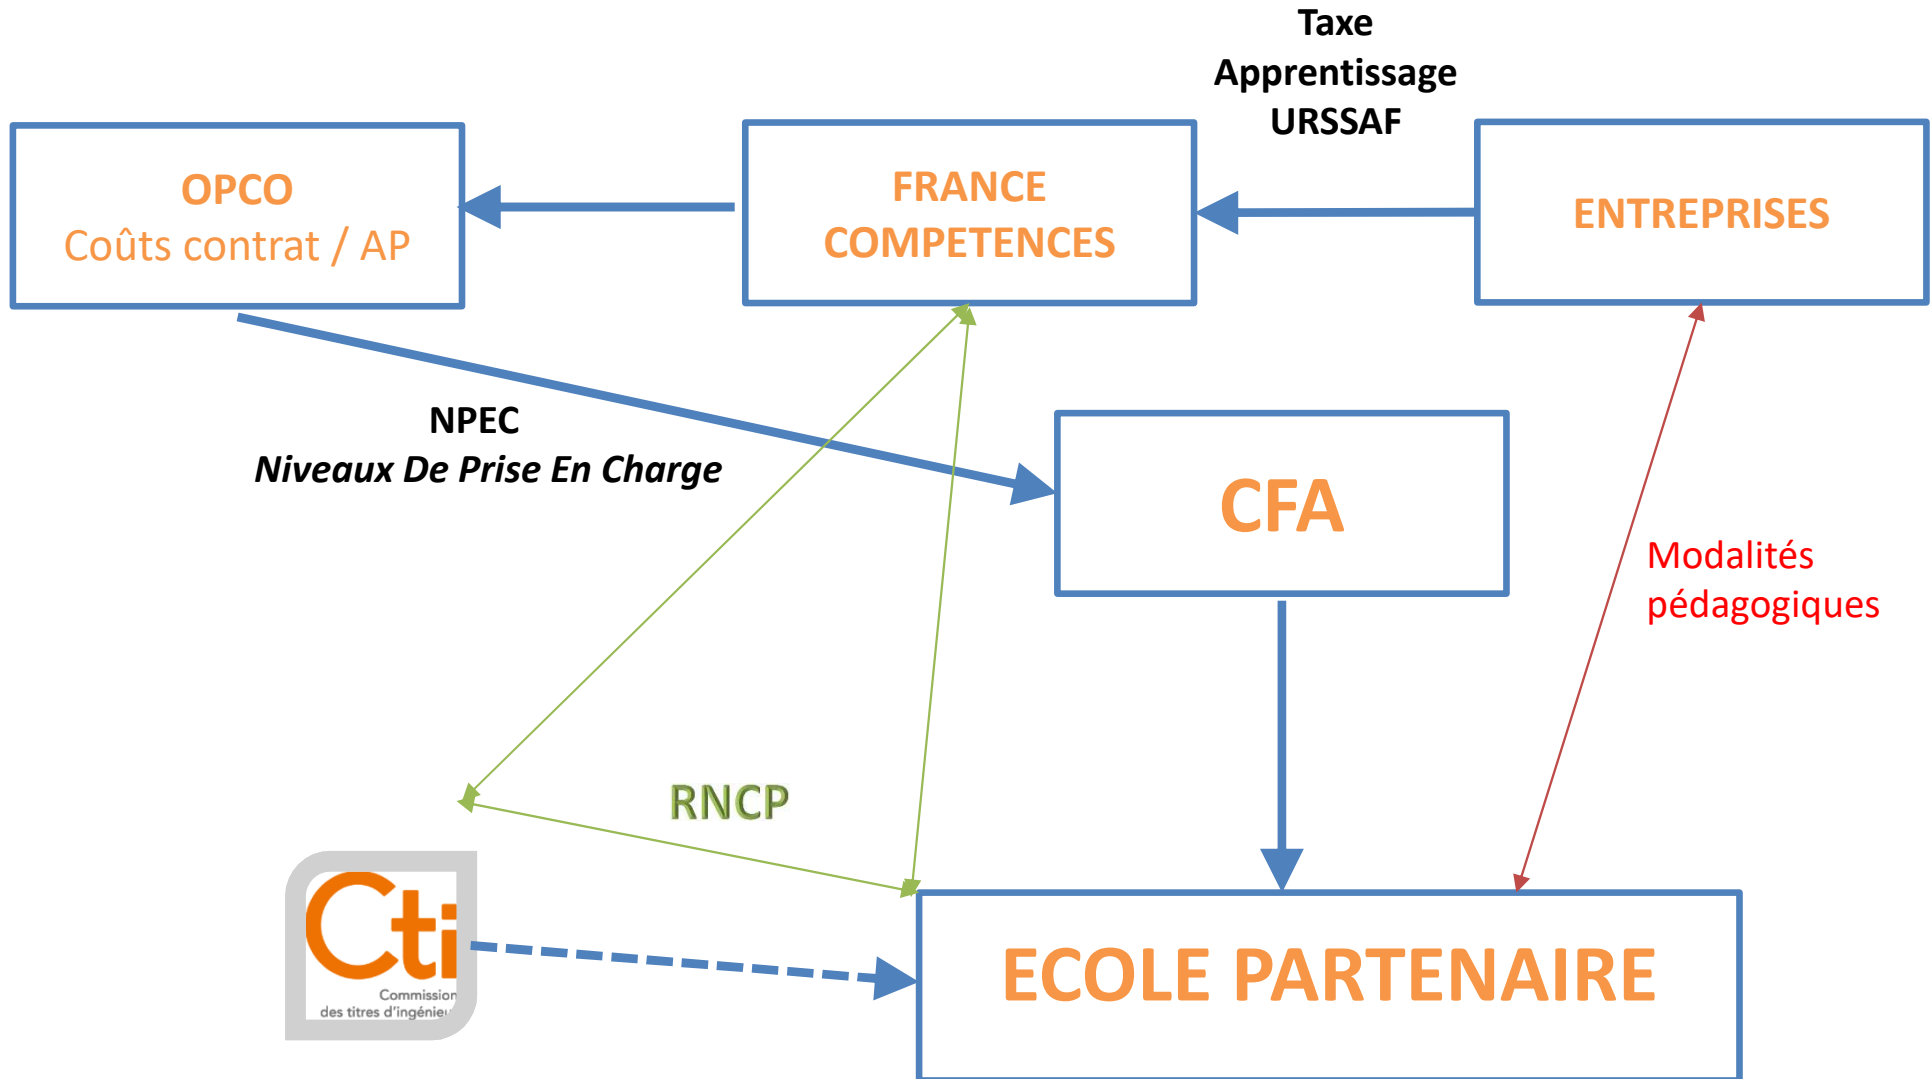 Taxe
Apprentissage
URSSAF
OPCO
Coûts contrat / AP
FRANCE
COMPETENCES
ENTREPRISES
NPEC
Niveaux De Prise En Charge
CFA
Modalités
pédagogiques
RNCP
Cti
Commission
des titres d'ingénieu
ECOLE PARTENAIRE